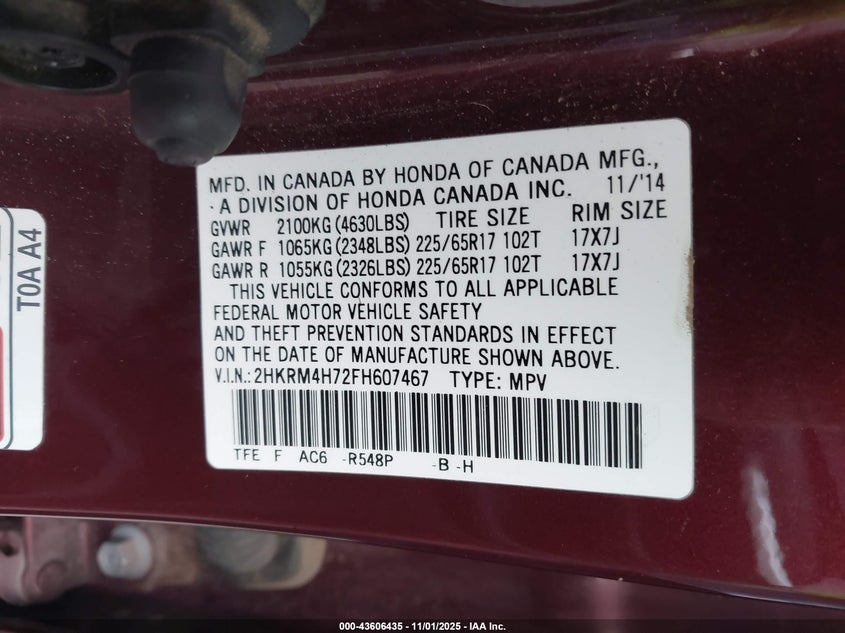 MFD. IN CANADA BY HONDA OF CANADA MFG.,
- A DIVISION OF HONDA CANADA INC. 11/'14
GVWR 2100KG (4630LBS) TIRE SIZE RIM SIZE
GAWR F 1065KG (2348LBS) 225/65R17 102T 17X7J
GAWR R 1055KG (2326LBS) 225/65R17 102T 17X7J
THIS VEHICLE CONFORMS TO ALL APPLICABLE
FEDERAL MOTOR VEHICLE SAFETY
AND THEFT PREVENTION STANDARDS IN EFFECT
ON THE DATE OF MANUFACTURE SHOWN ABOVE.
V.I.N.: 2HKRM4H72FH607467 TYPE: MPV
TFE F AC6 -R548P -B -H
T0A A4
000-43606435 - 11/01/2025 - IAA Inc.